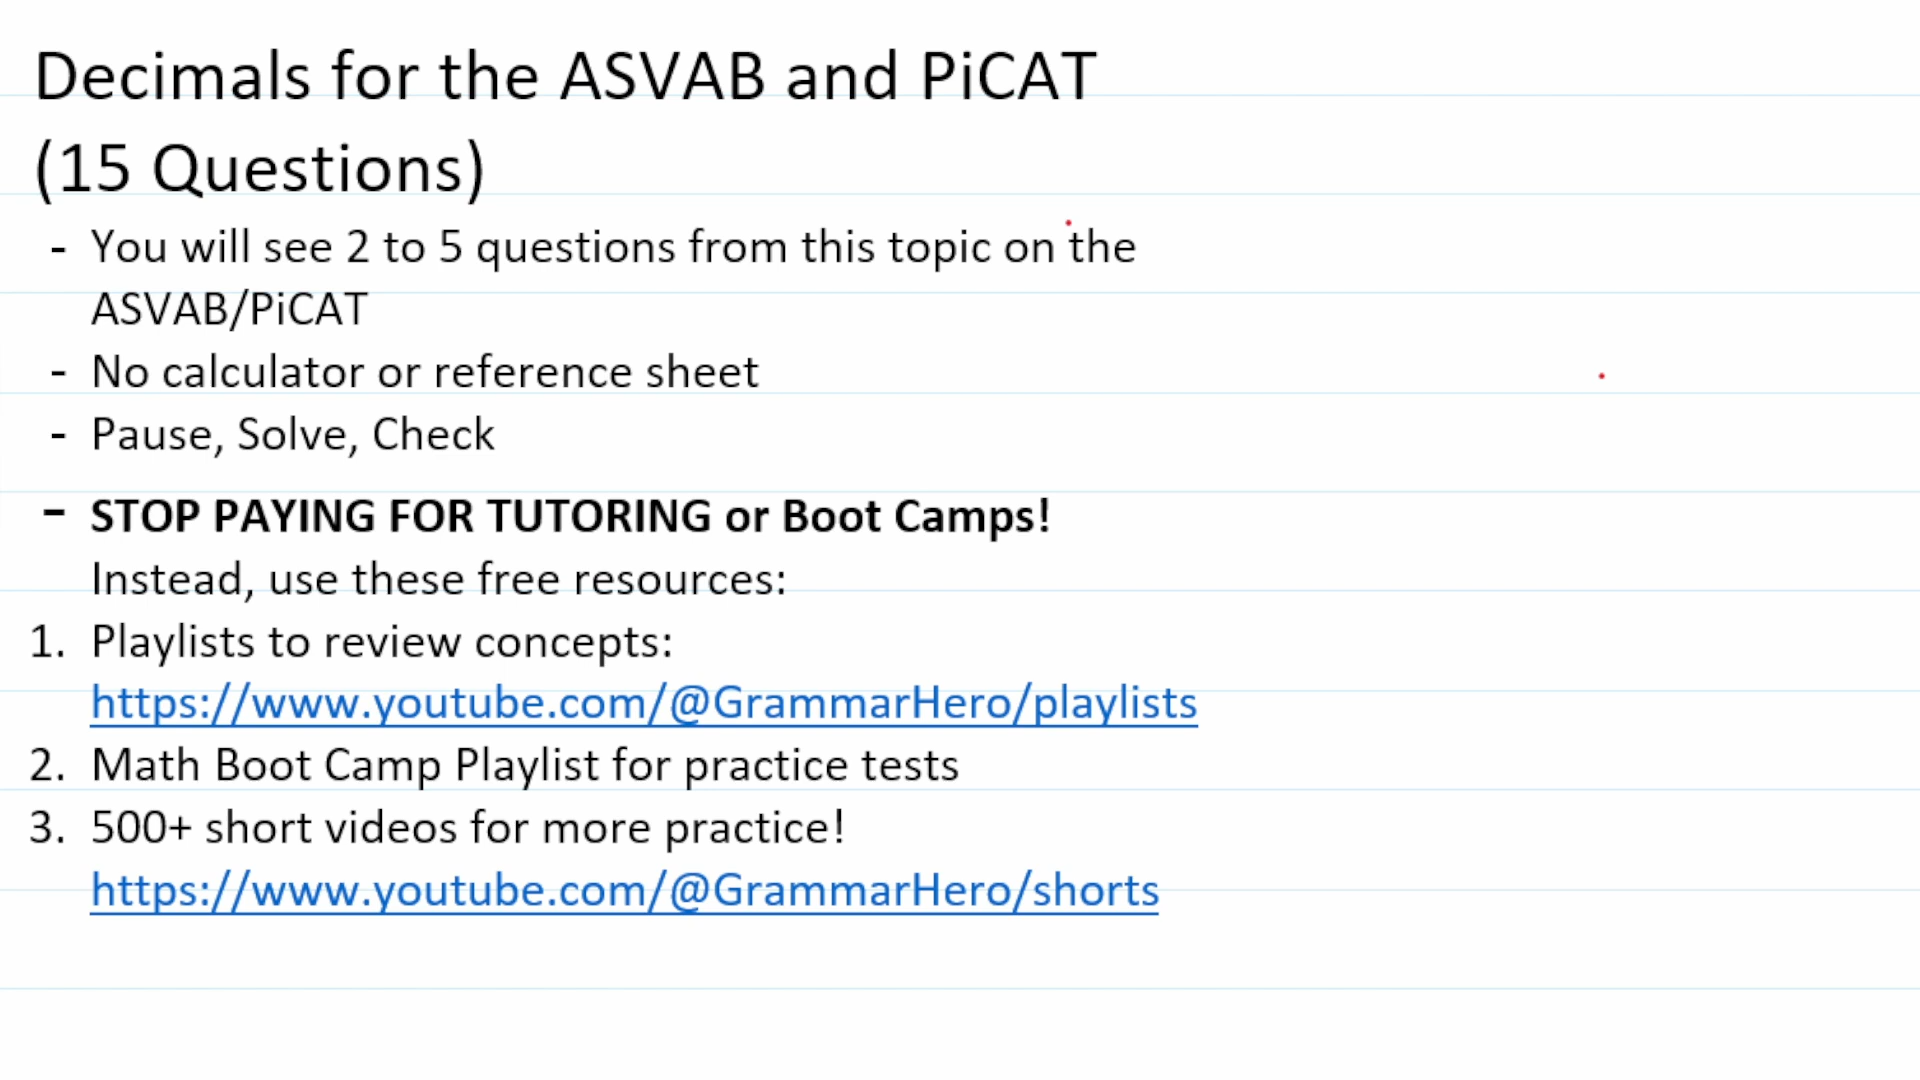 Decimals for the ASVAB and PiCAT
(15 Questions)
- You will see 2 to 5 questions from this topic on the
ASVAB/PiCAT
- No calculator or reference sheet
- Pause, Solve, Check
- STOP PAYING FOR TUTORING or Boot Camps!
Instead, use these free resources:
1. Playlists to review concepts:
https://www.youtube.com/@GrammarHero/playlists
2. Math Boot Camp Playlist for practice tests
3. 500+ short videos for more practice!
https://www.youtube.com/@GrammarHero/shorts